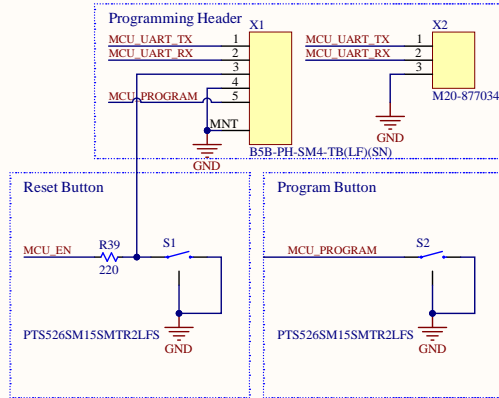 Programming Header
X1
X2
MCU_UART_TX 1
MCU_UART_RX 2
3
4
MCU_PROGRAM 5
MNT
GND
B5B-PH-SM4-TB(LF)(SN)
MCU_UART_TX 1
MCU_UART_RX 2
3
M20-877034
GND
Reset Button
MCU_EN
R39
220
S1
PTS526SM15SMTR2LFS
GND
Program Button
MCU_PROGRAM
S2
PTS526SM15SMTR2LFS
GND